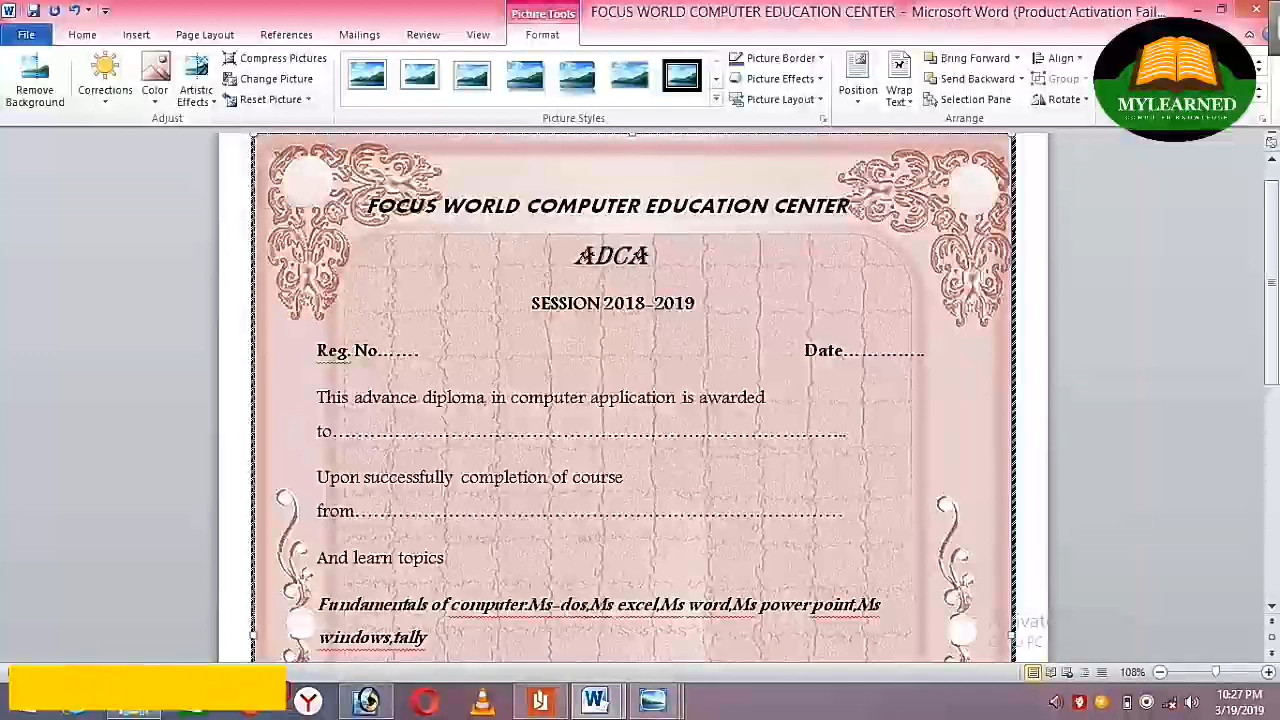 Picture Tools
FOCUS WORLD COMPUTER EDUCATION CENTER - Microsoft Word (Product Activation Fail...
File Home Insert Page Layout References Mailings Review View Format
Remove Background
Corrections
Color
Artistic Effects
Compress Pictures
Change Picture
Reset Picture
Adjust
Picture Styles
Picture Border
Picture Effects
Picture Layout
Position
Wrap Text
Bring Forward
Send Backward
Selection Pane
Align
Group
Rotate
Arrange
MYLEARNED
COMPUTER KNOWLEDGE
FOCUS WORLD COMPUTER EDUCATION CENTER
ADCA
SESSION 2018-2019
Reg. No....... Date..............
This advance diploma in computer application is awarded
to.....................................................................................
Upon successfully completion of course
from.................................................................................
And learn topics
Fundamentals of computer.Ms-dos,Ms excel,Ms word,Ms power point,Ms
windows,tally
108%
10:27 PM
3/19/2019